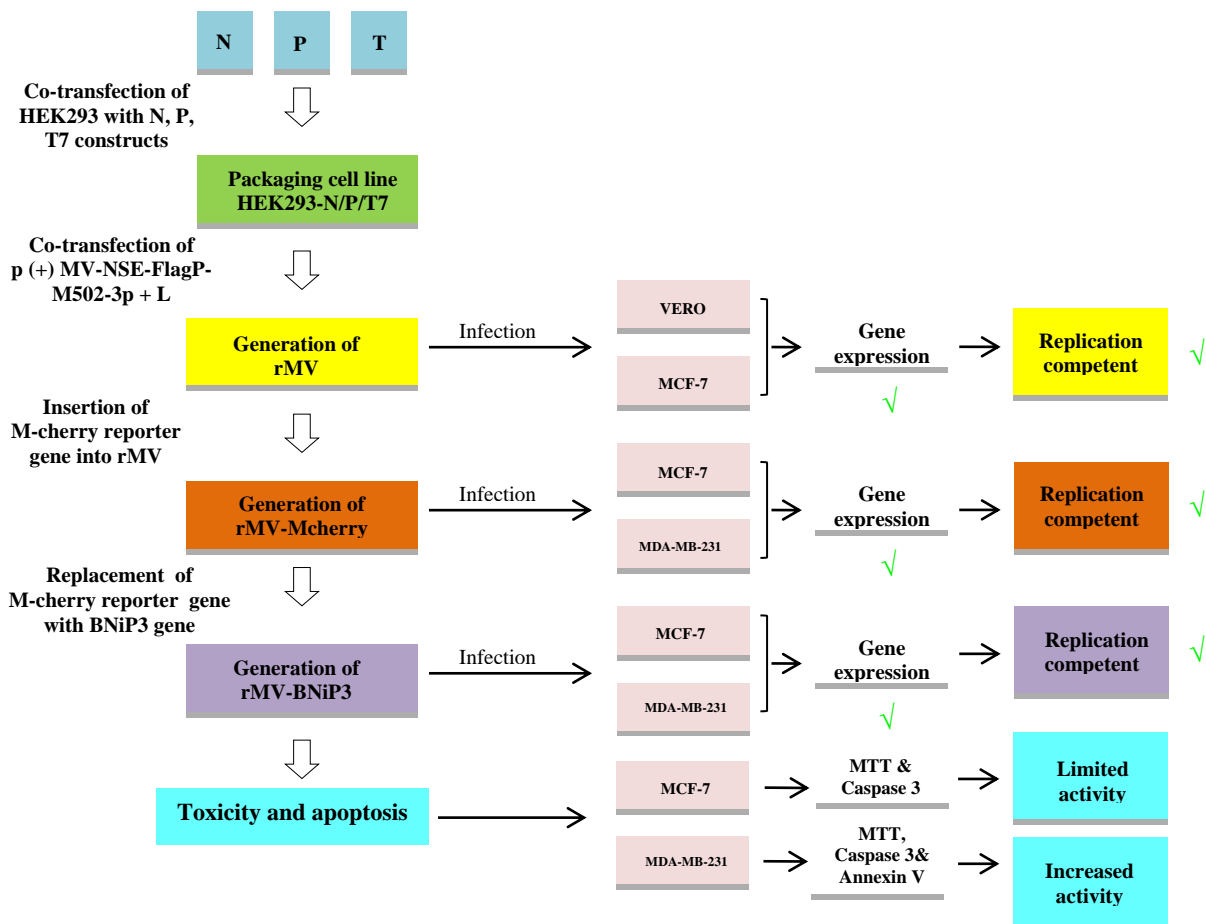 N
P
T
Co-transfection of
HEK293 with N, P,
T7 constructs
Packaging cell line
HEK293-N/P/T7
Co-transfection of
p (+) MV-NSE-FlagP-
M502-3p + L
Generation of
rMV
Infection
VERO
MCF-7
Gene
expression
√
Replication
competent
√
Insertion of
M-cherry reporter
gene into rMV
Generation of
rMV-Mcherry
Infection
MCF-7
MDA-MB-231
Gene
expression
√
Replication
competent
√
Replacement of
M-cherry reporter gene
with BNiP3 gene
Generation of
rMV-BNiP3
Infection
MCF-7
MDA-MB-231
Gene
expression
√
Replication
competent
√
Toxicity and apoptosis
MCF-7
MTT &
Caspase 3
Limited
activity
MDA-MB-231
MTT,
Caspase 3&
Annexin V
Increased
activity